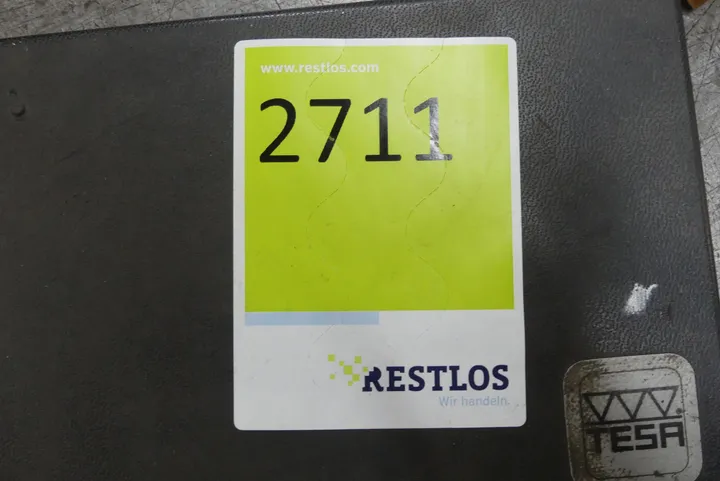 www.restlos.com
2711
RESTLOS
Wir handeln.
TESA